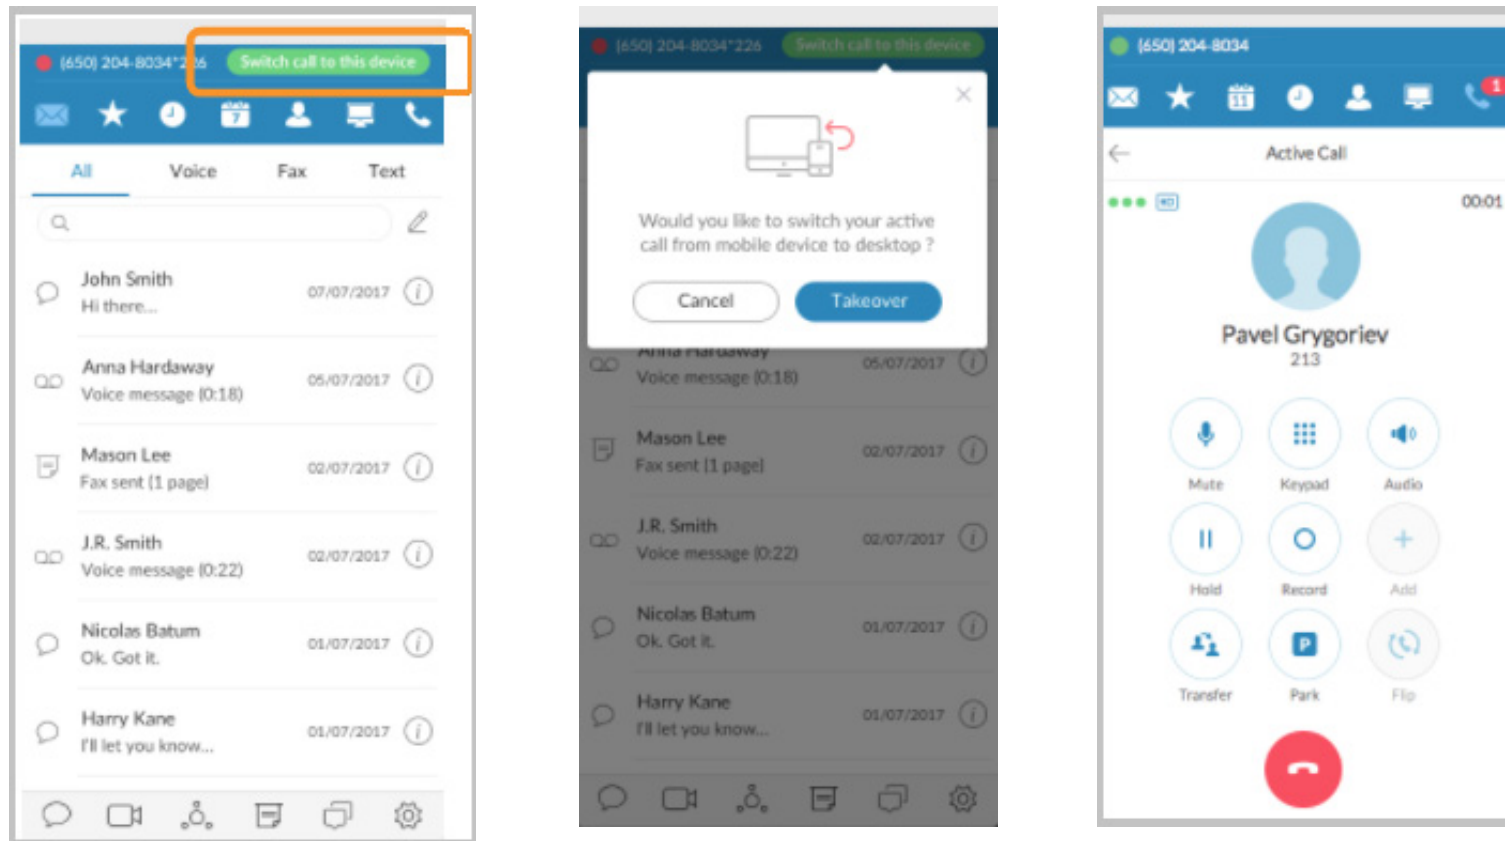 (650) 204-8034*226
Switch call to this device
7
All Voice Fax Text
John Smith
Hi there...
07/07/2017
Anna Hardaway
Voice message (0:18)
05/07/2017
Mason Lee
Fax sent (1 page)
02/07/2017
J.R. Smith
Voice message (0:22)
02/07/2017
Nicolas Batum
Ok. Got it.
01/07/2017
Harry Kane
I'll let you know...
01/07/2017
(650) 204-8034*226
Switch call to this device
Would you like to switch your active
call from mobile device to desktop ?
Cancel Takeover
Anna Hardaway
Voice message (0:18)
05/07/2017
Mason Lee
Fax sent (1 page)
02/07/2017
J.R. Smith
Voice message (0:22)
02/07/2017
Nicolas Batum
Ok. Got it.
01/07/2017
Harry Kane
I'll let you know...
01/07/2017
(650) 204-8034
11
1
Active Call
HD
00:01
Pavel Grygoriev
213
Mute Keypad Audio
Hold Record Add
P
Transfer Park Flip